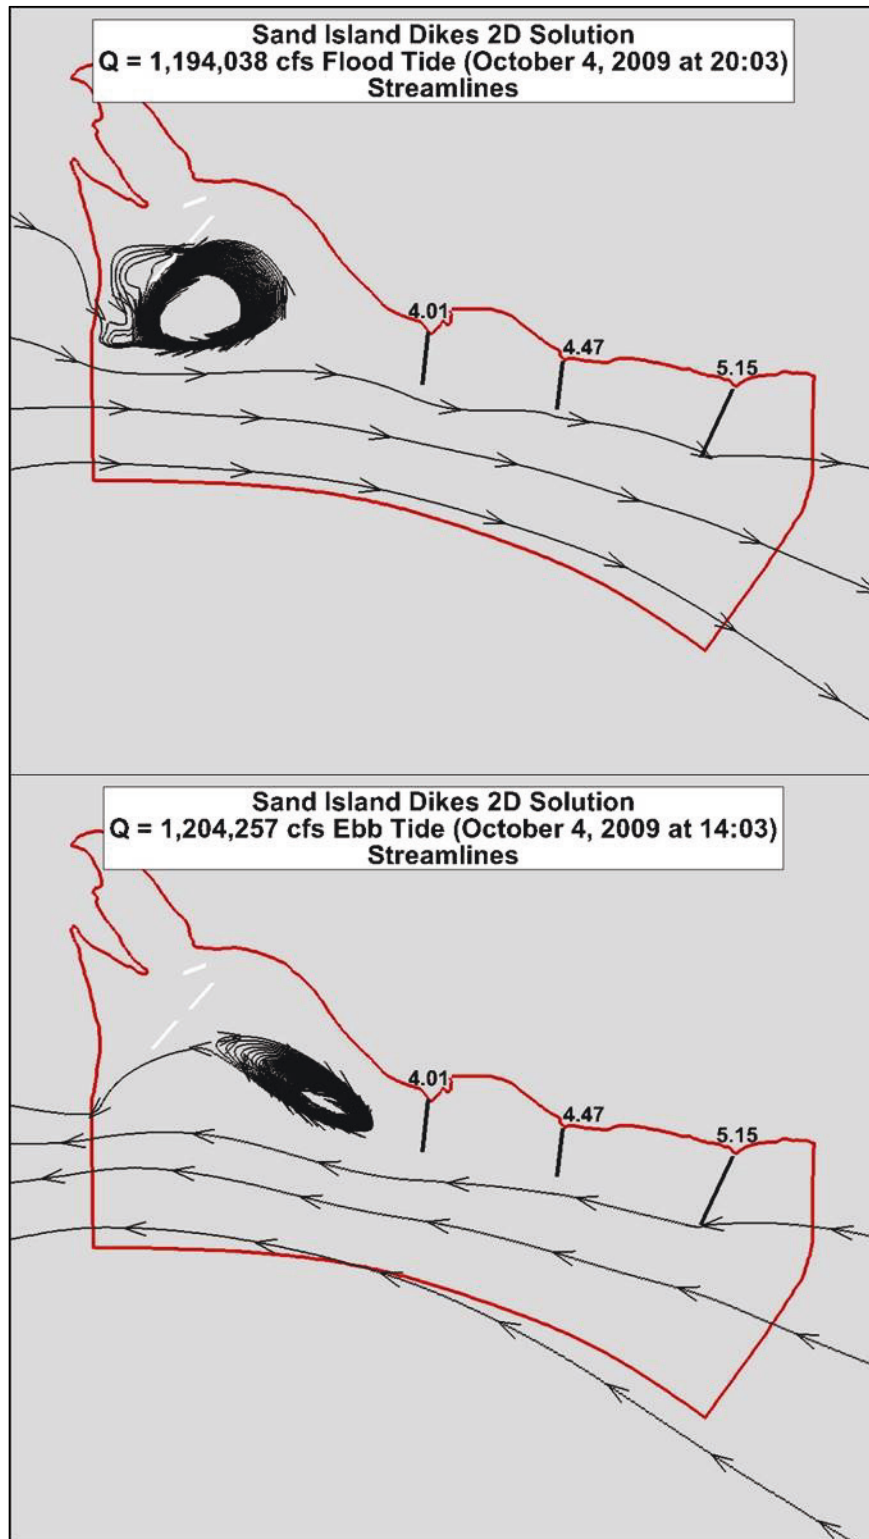 Sand Island Dikes 2D Solution
Q = 1,194,038 cfs Flood Tide (October 4, 2009 at 20:03)
Streamlines
4.01
4.47
5.15
Sand Island Dikes 2D Solution
Q = 1,204,257 cfs Ebb Tide (October 4, 2009 at 14:03)
Streamlines
4.01
4.47
5.15